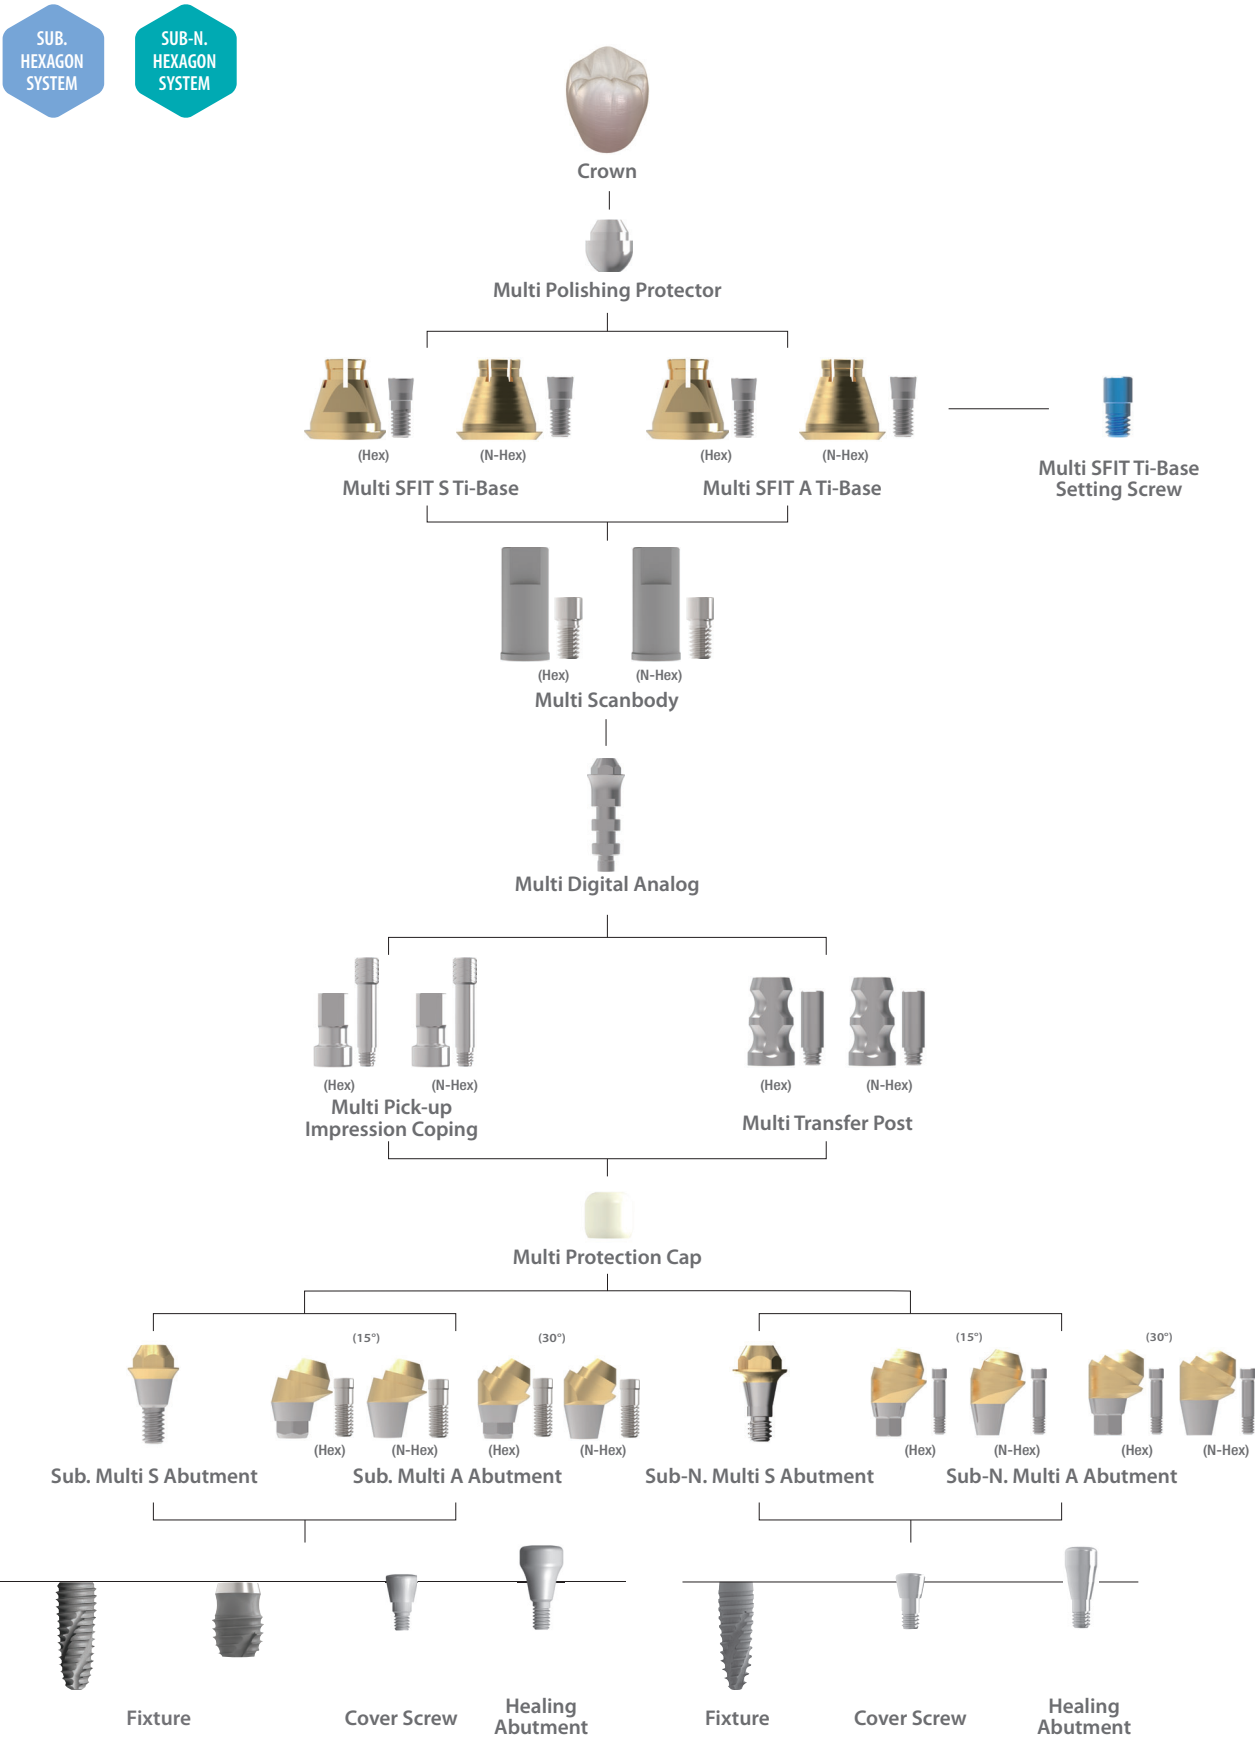 SUB.
HEXAGON
SYSTEM
SUB-N.
HEXAGON
SYSTEM
Crown
Multi Polishing Protector
(Hex)
(N-Hex)
(Hex)
(N-Hex)
Multi SFIT S Ti-Base
Multi SFIT A Ti-Base
Multi SFIT Ti-Base
Setting Screw
(Hex)
(N-Hex)
Multi Scanbody
Multi Digital Analog
(Hex)
(N-Hex)
Multi Pick-up
Impression Coping
(Hex)
(N-Hex)
Multi Transfer Post
Multi Protection Cap
(15°)
(30°)
(15°)
(30°)
(Hex)
(N-Hex)
(Hex)
(N-Hex)
(Hex)
(N-Hex)
(Hex)
(N-Hex)
Sub. Multi S Abutment
Sub. Multi A Abutment
Sub-N. Multi S Abutment
Sub-N. Multi A Abutment
Fixture
Cover Screw
Healing
Abutment
Fixture
Cover Screw
Healing
Abutment